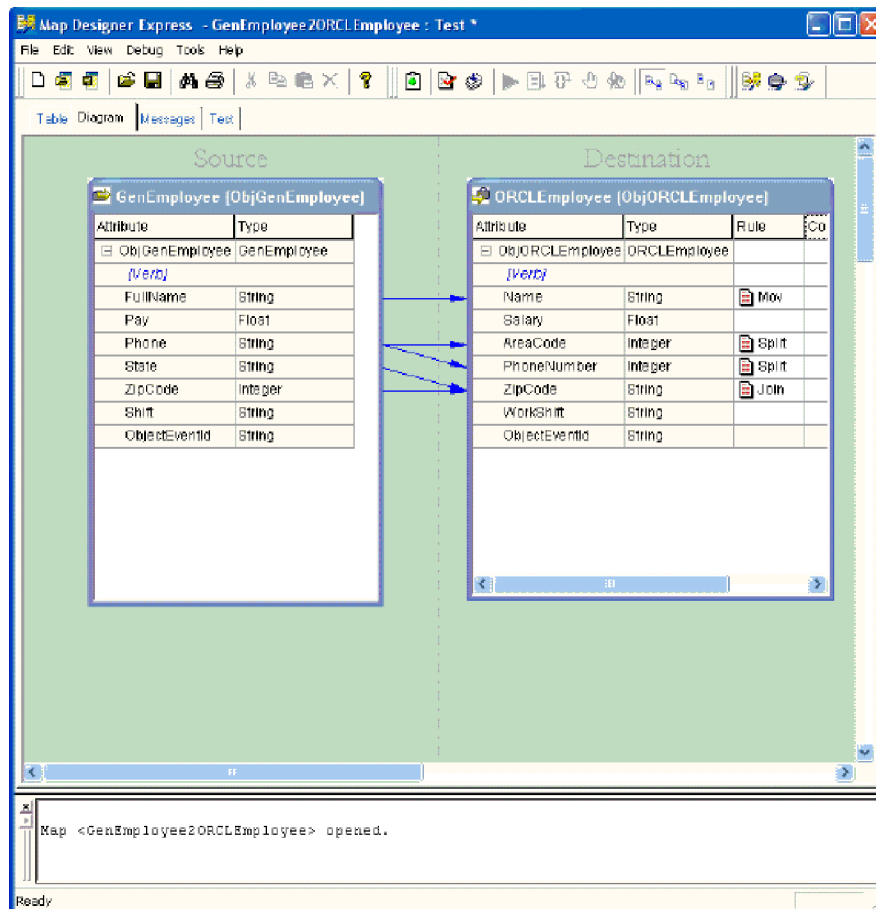 Map Designer Express - GenEmployee2ORCLEmployee : Test *
File Edit View Debug Tools Help
Table Diagram Messages Test
Source Destination
GenEmployee [ObjGenEmployee] ORCLEmployee [ObjORCLEmployee]
Attribute Type Attribute Type Rule Co
ObjGenEmployee GenEmployee ObjORCLEmployee ORCLEmployee
[Verb] [Verb]
FullName String Name String Mov
Pay Float Salary Float
Phone String AreaCode Integer Split
State String PhoneNumber Integer Split
ZipCode Integer ZipCode String Join
Shift String WorkShift String
ObjectEventId String ObjectEventId String
Map <GenEmployee2ORCLEmployee> opened.
Ready